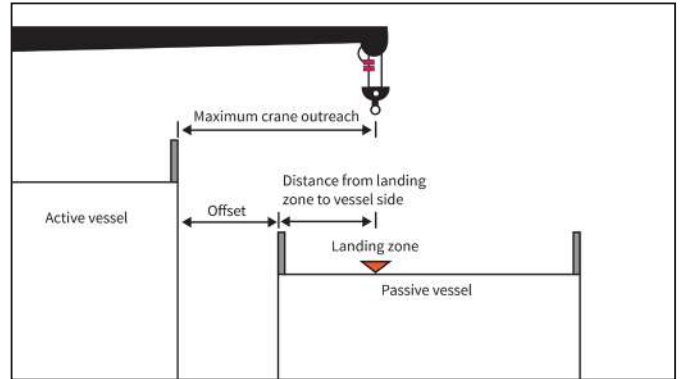 Maximum crane outreach
Distance from landing
zone to vessel side
Offset
Active vessel
Landing zone
Passive vessel